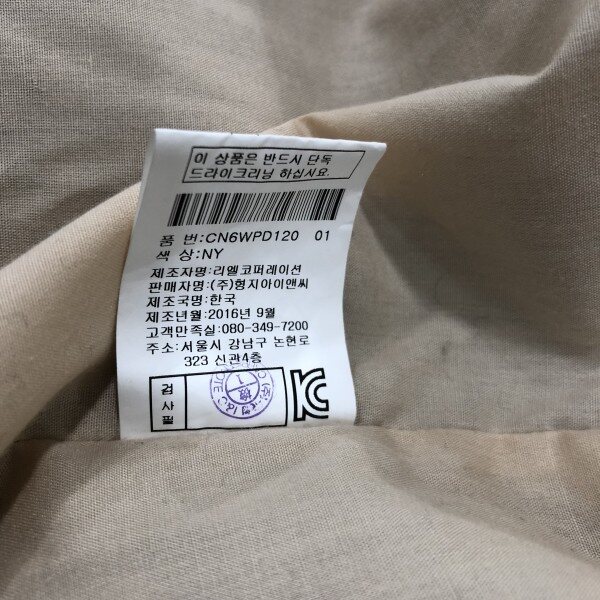 이 상품은 반드시 단독
드라이크리닝 하십시요.
품 번:CN6WPD120 01
색 상:NY
제조자명:리엘코퍼레이션
판매자명:(주)형지아이앤씨
제조국명:한국
제조년월:2016년 9월
고객만족실:080-349-7200
주소:서울시 강남구 논현로
323 신관4층
검사필